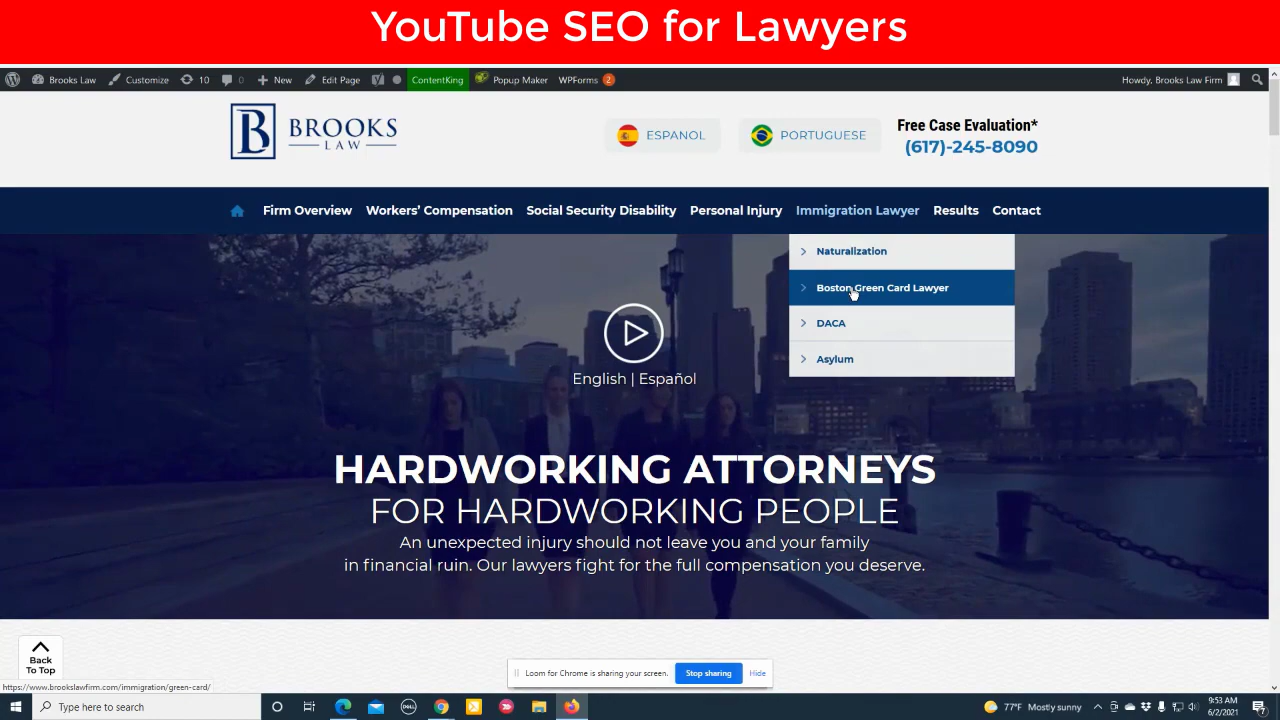 YouTube SEO for Lawyers
Brooks Law Customize 10 0 New Edit Page ContentKing Popup Maker WPForms 2 Howdy, Brooks Law Firm
B BROOKS LAW
ESPANOL PORTUGUESE
Free Case Evaluation*
(617)-245-8090
Firm Overview Workers' Compensation Social Security Disability Personal Injury Immigration Lawyer Results Contact
Naturalization
Boston Green Card Lawyer
DACA
Asylum
English | Español
HARDWORKING ATTORNEYS
FOR HARDWORKING PEOPLE
An unexpected injury should not leave you and your family
in financial ruin. Our lawyers fight for the full compensation you deserve.
Back
To Top
Loom for Chrome is sharing your screen. Stop sharing Hide
https://www.brookslawfirm.com/immigration/green-card/
Type here to search DELL 77°F Mostly sunny 9:53 AM
6/2/2021